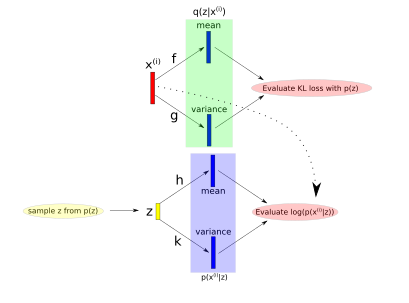 q(z|x⁽ⁱ⁾)
mean
f
x⁽ⁱ⁾
Evaluate KL loss with p(z)
g
variance
h
mean
sample z from p(z)
z
Evaluate log(p(x⁽ⁱ⁾|z))
variance
k
p(x⁽ⁱ⁾|z)